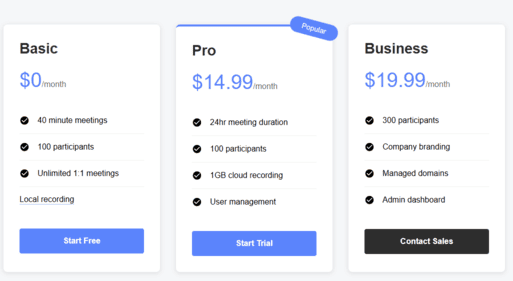 Basic
$0/month
40 minute meetings
100 participants
Unlimited 1:1 meetings
Local recording
Start Free
Popular
Pro
$14.99/month
24hr meeting duration
100 participants
1GB cloud recording
User management
Start Trial
Business
$19.99/month
300 participants
Company branding
Managed domains
Admin dashboard
Contact Sales